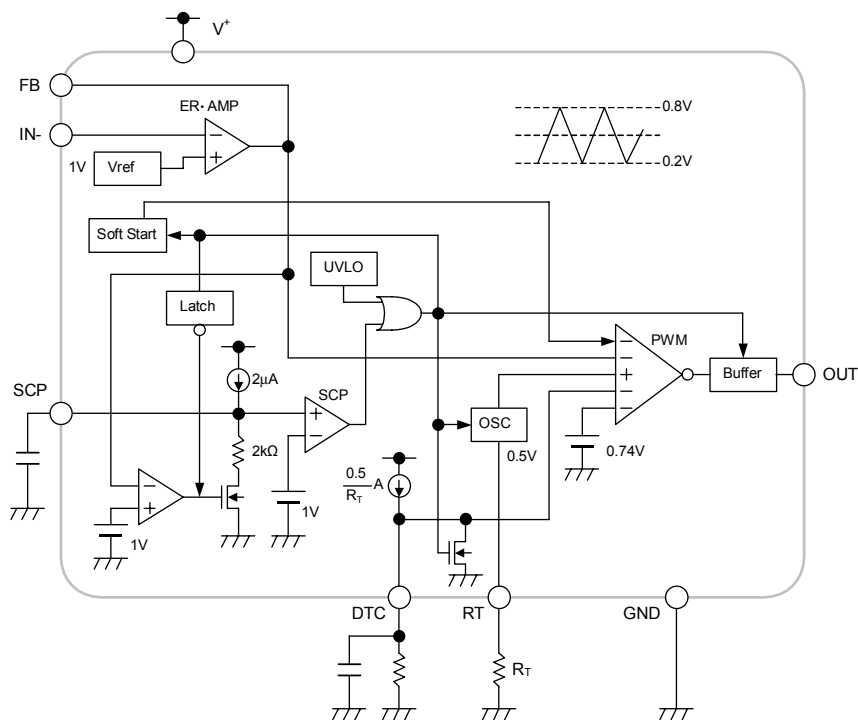 V+
FB
ER·AMP
0.8V
IN-
1V
Vref
0.2V
Soft Start
UVLO
Latch
PWM
2μA
Buffer
OUT
SCP
SCP
OSC
2kΩ
0.5V
0.74V
0.5
RT
A
1V
1V
DTC
RT
GND
RT